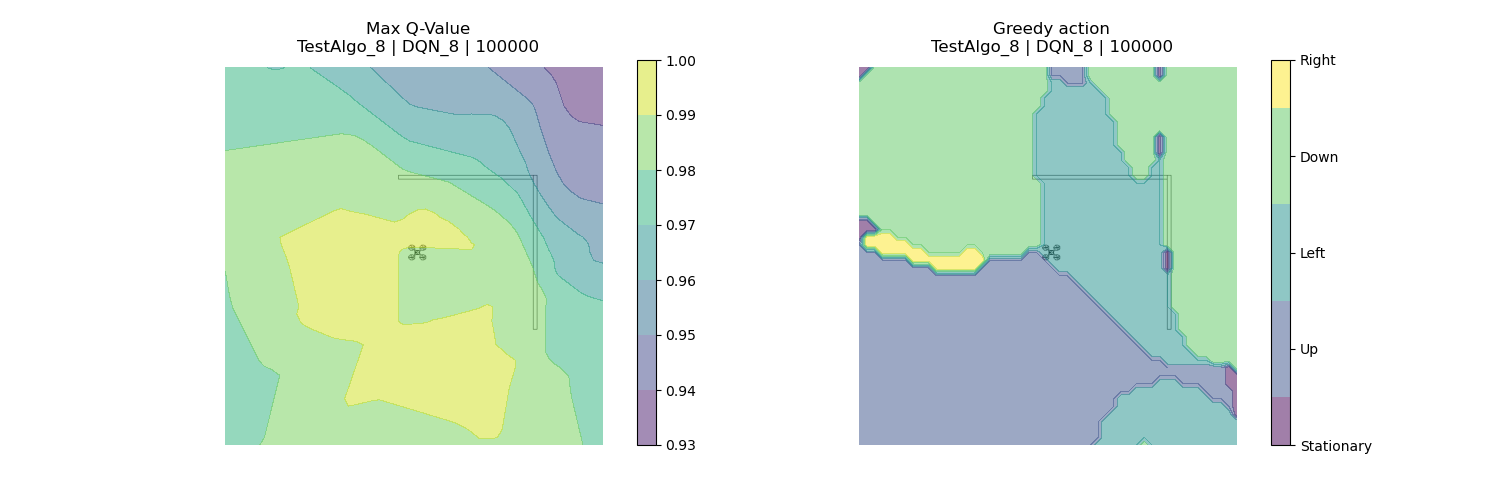 Max Q-Value
TestAlgo_8 | DQN_8 | 100000
1.00
0.99
0.98
0.97
0.96
0.95
0.94
0.93
Greedy action
TestAlgo_8 | DQN_8 | 100000
Right
Down
Left
Up
Stationary